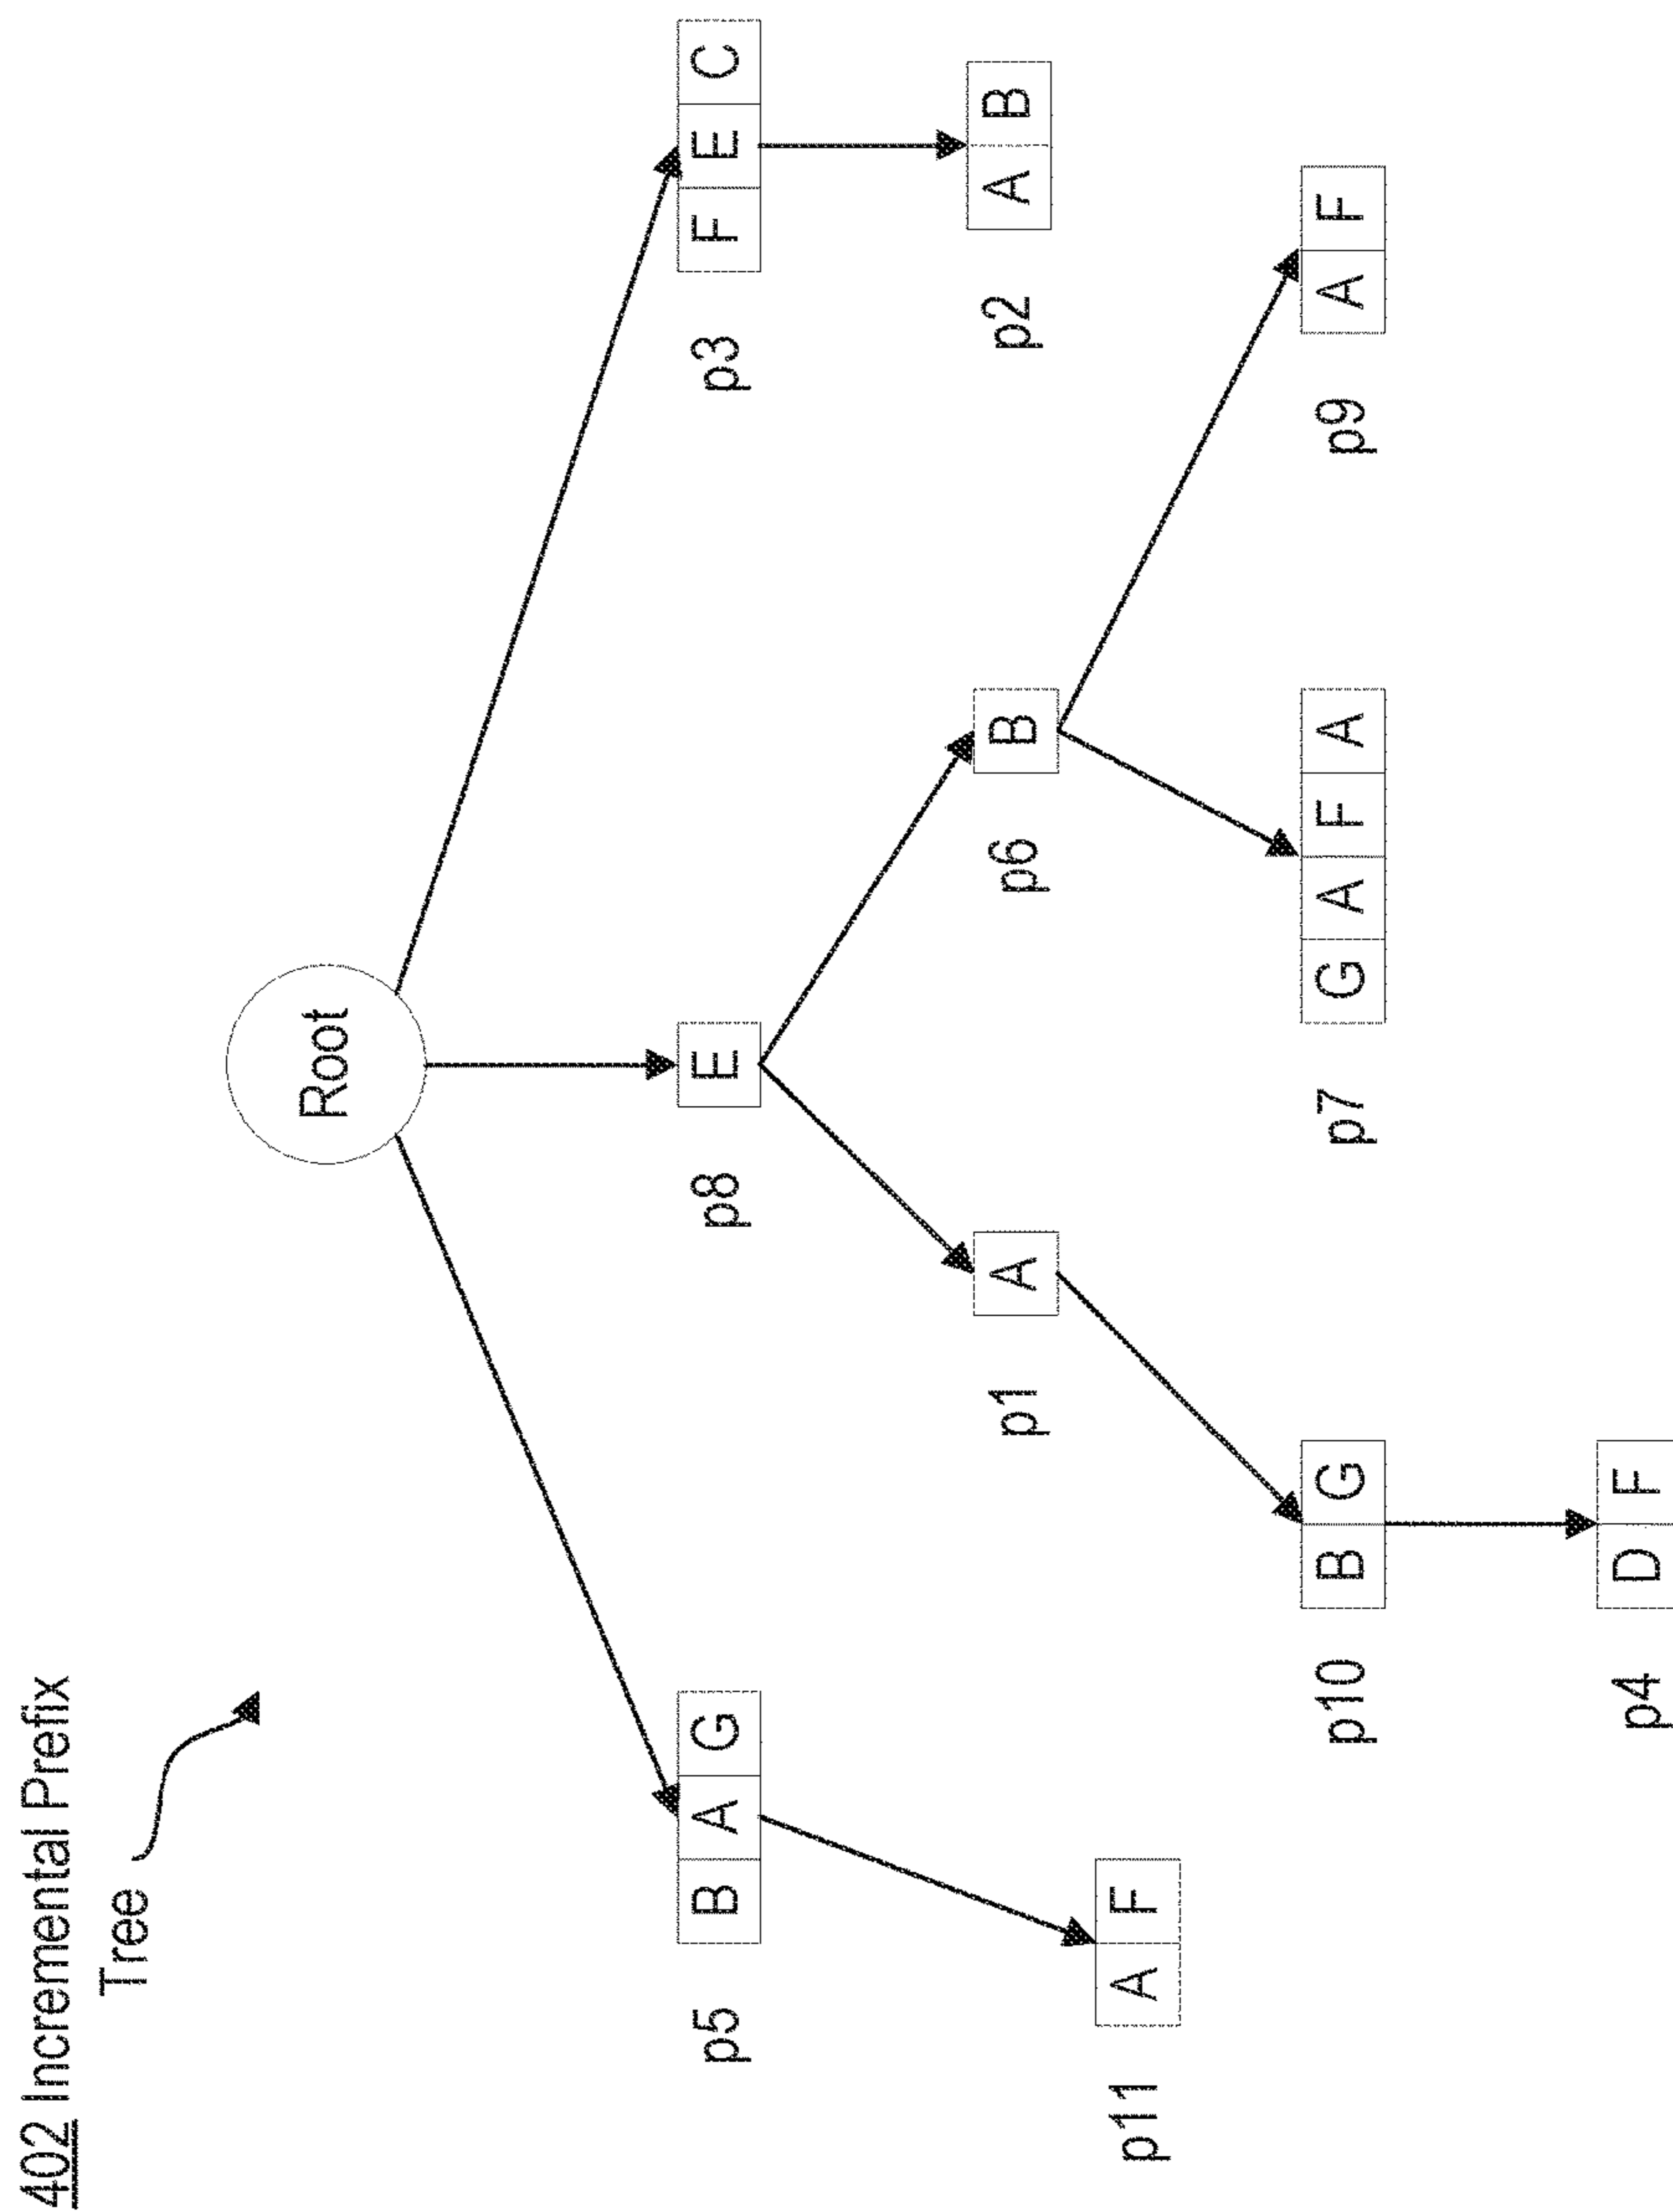 402 Incremental Prefix
Tree
Root
p5 B A G
p8 E
p3 F E C
p1 A
p6 B
p2 A B
p11 A F
p10 B G
p7 G A F A
p9 A F
p4 D F